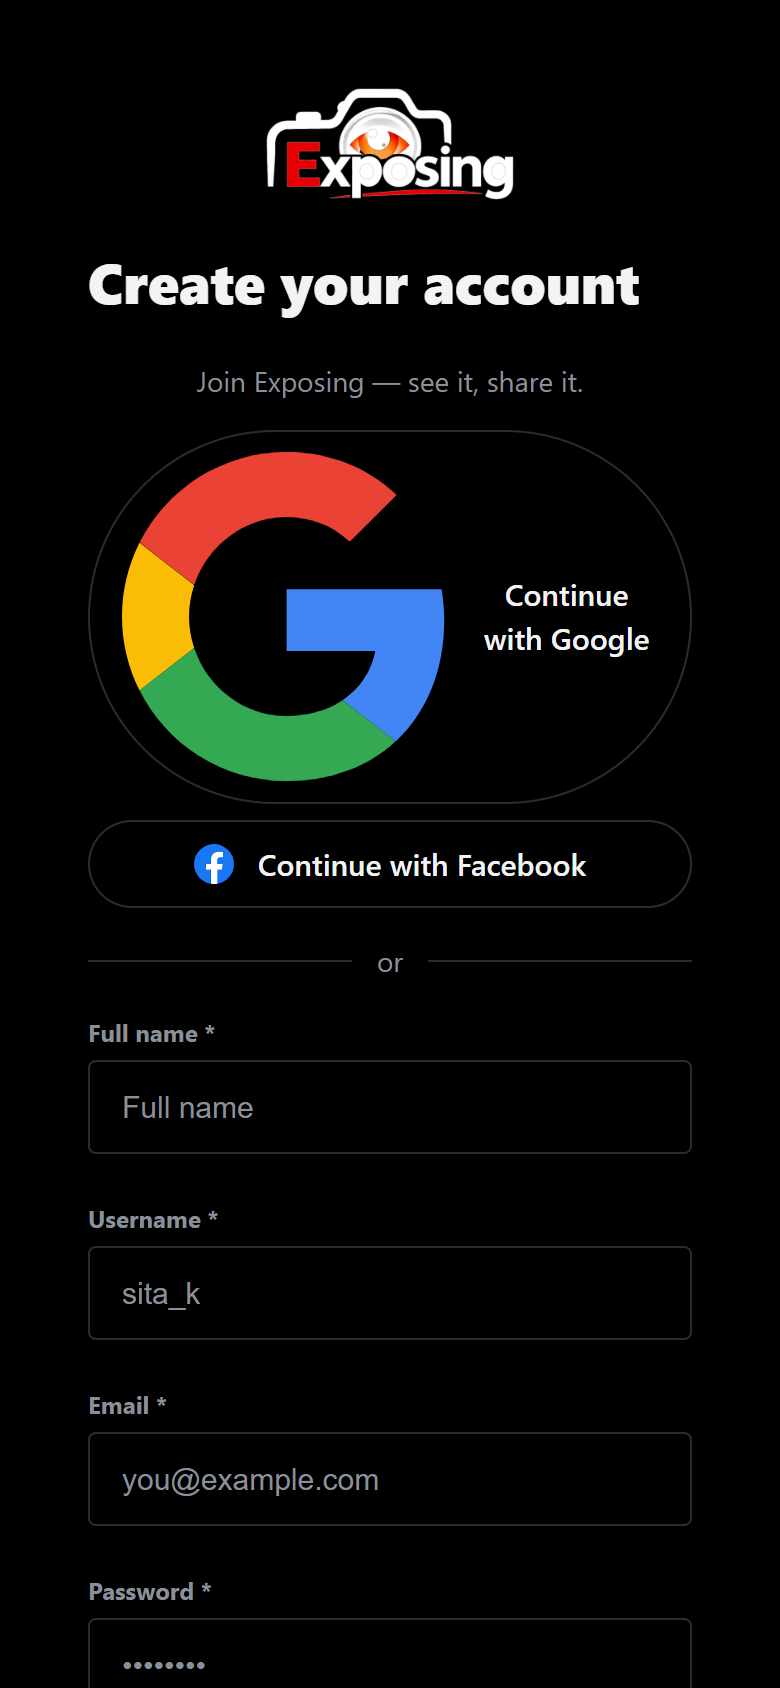 Exposing
Create your account
Join Exposing — see it, share it.
Continue
with Google
Continue with Facebook
or
Full name *
Full name
Username *
sita_k
Email *
you@example.com
Password *
••••••••